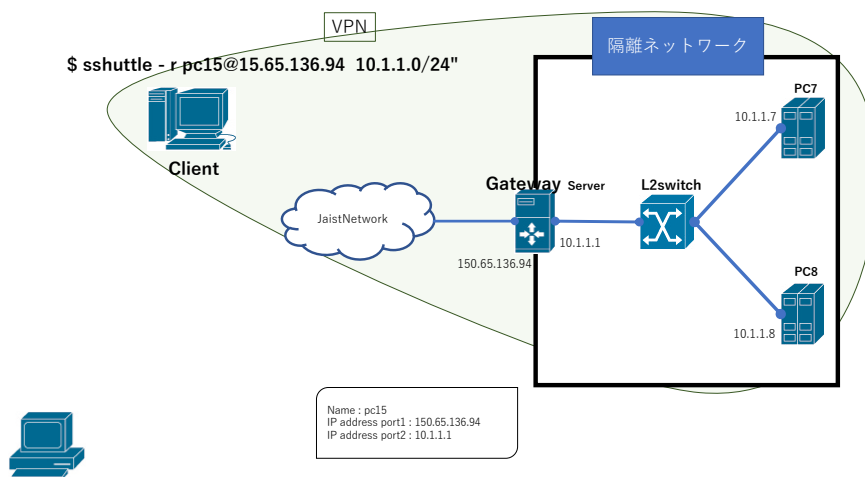 VPN
$ sshuttle - r pc15@15.65.136.94  10.1.1.0/24"
隔離ネットワーク
Client
JaistNetwork
Gateway Server
150.65.136.94
10.1.1.1
L2switch
PC7
10.1.1.7
PC8
10.1.1.8
Name : pc15
IP address port1 : 150.65.136.94
IP address port2 : 10.1.1.1